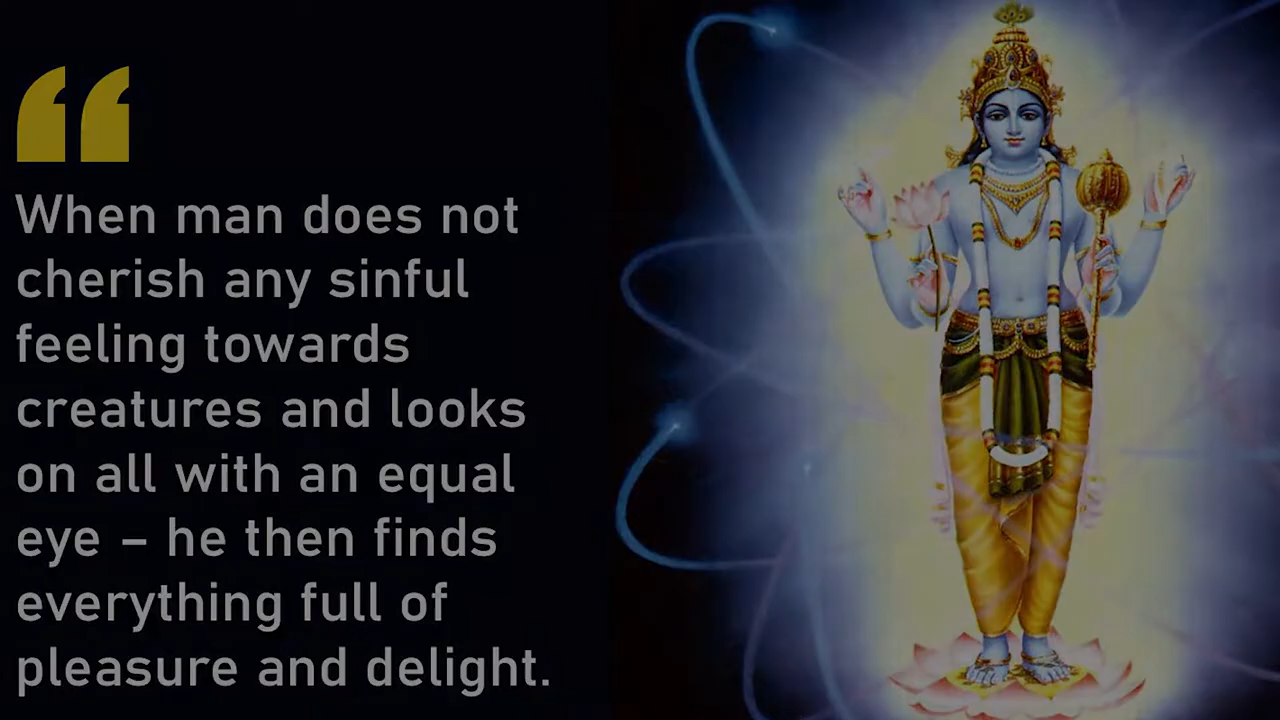 “
When man does not
cherish any sinful
feeling towards
creatures and looks
on all with an equal
eye – he then finds
everything full of
pleasure and delight.